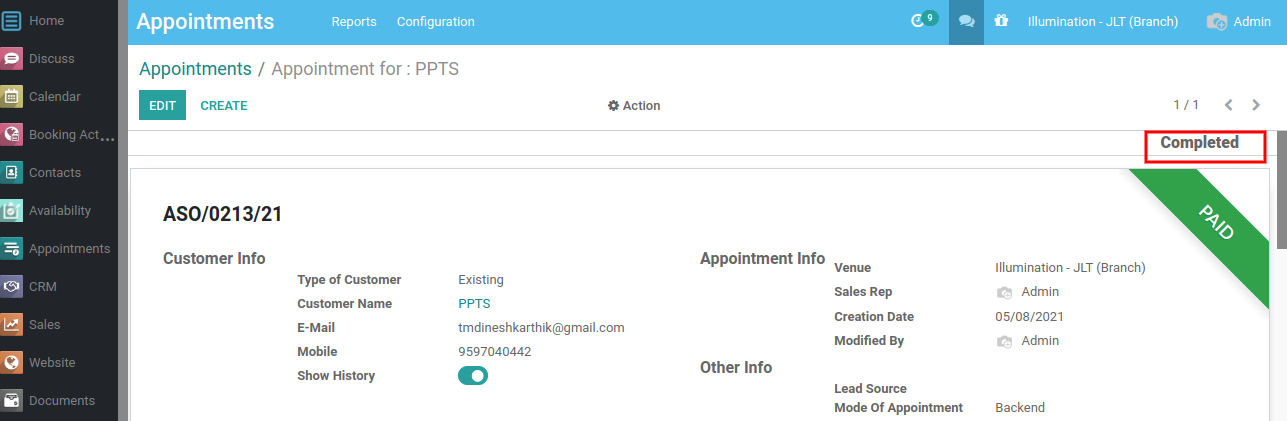 Home
Discuss
Calendar
Booking Act...
Contacts
Availability
Appointments
CRM
Sales
Website
Documents
Appointments Reports Configuration 9 Illumination - JLT (Branch) Admin
Appointments / Appointment for : PPTS
EDIT CREATE Action 1 / 1
Completed
PAID
ASO/0213/21
Customer Info
Type of Customer Existing
Customer Name PPTS
E-Mail tmdineshkarthik@gmail.com
Mobile 9597040442
Show History
Appointment Info
Venue Illumination - JLT (Branch)
Sales Rep Admin
Creation Date 05/08/2021
Modified By Admin
Other Info
Lead Source
Mode Of Appointment Backend